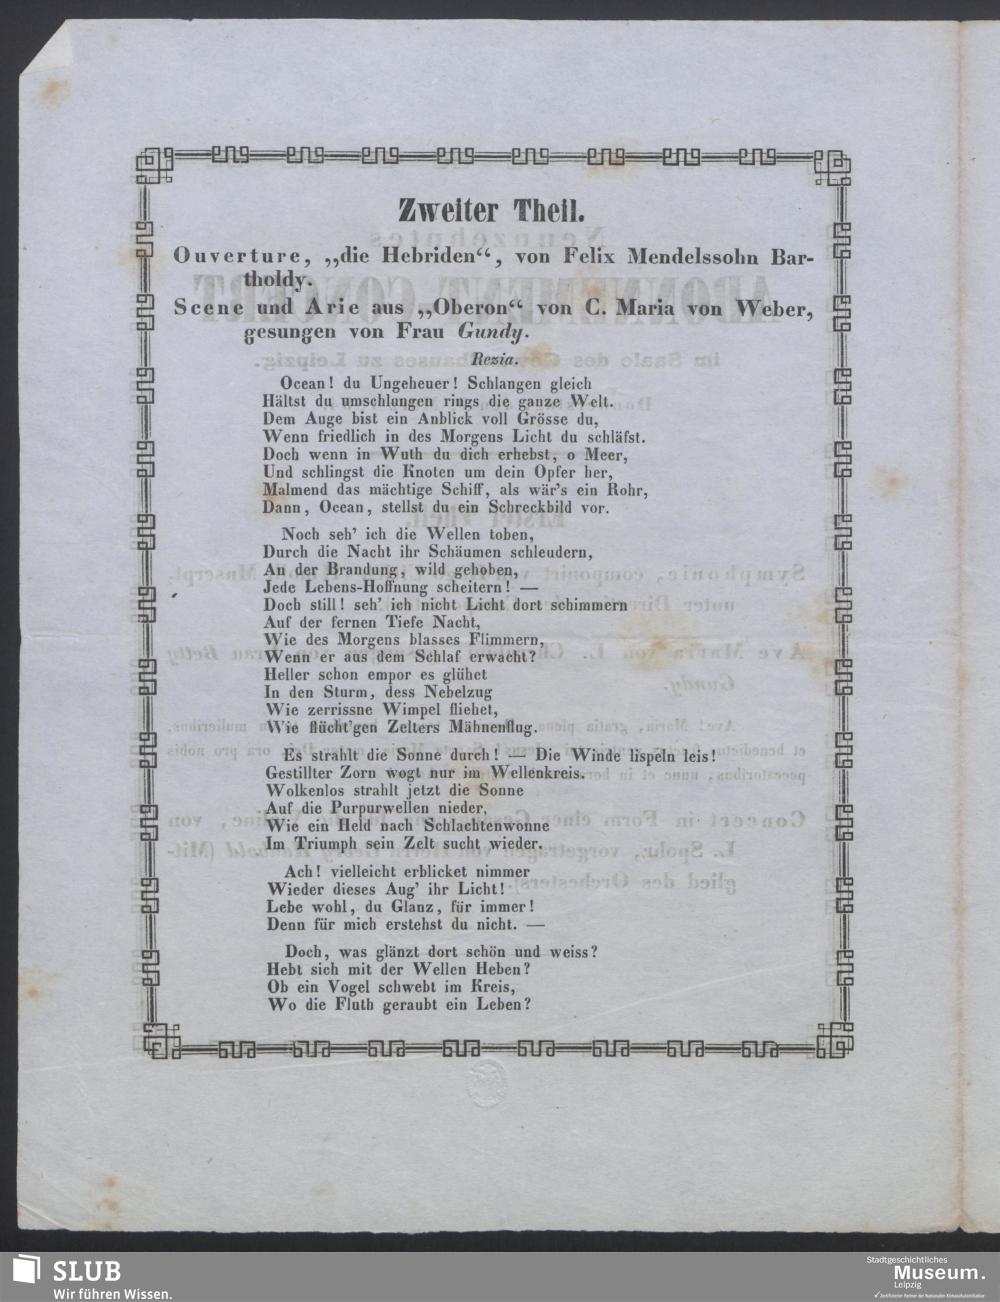 Zweiter Theil.
Ouverture, „die Hebriden“, von Felix Mendelssohn Bar-
tholdy.
Scene und Arie aus „Oberon“ von C. Maria von Weber,
gesungen von Frau Gundy.
Rezia.
Ocean! du Ungeheuer! Schlangen gleich
Hältst du umschlungen rings die ganze Welt.
Dem Auge bist ein Anblick voll Grösse du,
Wenn friedlich in des Morgens Licht du schläfst.
Doch wenn in Wuth du dich erhebst, o Meer,
Und schlingst die Knoten um dein Opfer her,
Malmend das mächtige Schiff, als wär's ein Rohr,
Dann, Ocean, stellst du ein Schreckbild vor.
Noch seh' ich die Wellen toben,
Durch die Nacht ihr Schäumen schleudern,
An der Brandung, wild gehoben,
Jede Lebens-Hoffnung scheitern! —
Doch still! seh' ich nicht Licht dort schimmern
Auf der fernen Tiefe Nacht,
Wie des Morgens blasses Flimmern,
Wenn er aus dem Schlaf erwacht?
Heller schon empor es glühet
In den Sturm, dess Nebelzug
Wie zerrissne Wimpel fliehet,
Wie flücht'gen Zelters Mähnenflug.
Es strahlt die Sonne durch! — Die Winde lispeln leis!
Gestillter Zorn wogt nur im Wellenkreis.
Wolkenlos strahlt jetzt die Sonne
Auf die Purpurwellen nieder,
Wie ein Held nach Schlachtenwonne
Im Triumph sein Zelt sucht wieder.
Ach! vielleicht erblicket nimmer
Wieder dieses Aug' ihr Licht!
Lebe wohl, du Glanz, für immer!
Denn für mich erstehst du nicht. —
Doch, was glänzt dort schön und weiss?
Hebt sich mit der Wellen Heben?
Ob ein Vogel schwebt im Kreis,
Wo die Fluth geraubt ein Leben?
SLUB
Wir führen Wissen.
Stadtgeschichtliches
Museum.
Leipzig
Zertifizierter Partner der Nationalen Klimaschutzinitiative